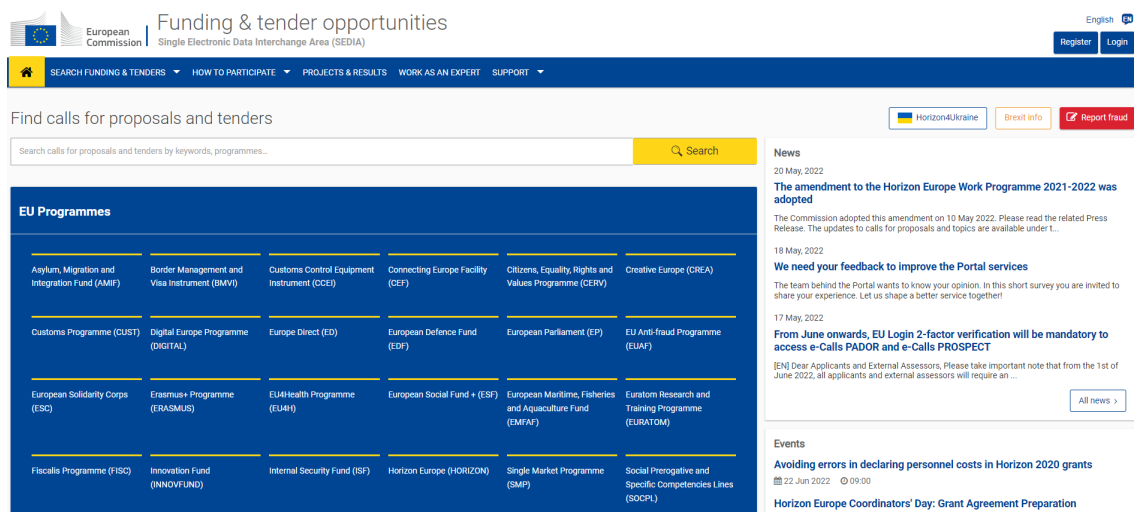 European
Commission
Funding & tender opportunities
Single Electronic Data Interchange Area (SEDIA)
English EN
Register Login
SEARCH FUNDING & TENDERS HOW TO PARTICIPATE PROJECTS & RESULTS WORK AS AN EXPERT SUPPORT
Find calls for proposals and tenders
Horizon4Ukraine Brexit info Report fraud
Search calls for proposals and tenders by keywords, programmes...
Search
EU Programmes
Asylum, Migration and
Integration Fund (AMIF)
Border Management and
Visa Instrument (BMVI)
Customs Control Equipment
Instrument (CCEI)
Connecting Europe Facility
(CEF)
Citizens, Equality, Rights and
Values Programme (CERV)
Creative Europe (CREA)
Customs Programme (CUST)
Digital Europe Programme
(DIGITAL)
Europe Direct (ED)
European Defence Fund
(EDF)
European Parliament (EP)
EU Anti-fraud Programme
(EUAF)
European Solidarity Corps
(ESC)
Erasmus+ Programme
(ERASMUS)
EU4Health Programme
(EU4H)
European Social Fund + (ESF)
European Maritime, Fisheries
and Aquaculture Fund
(EMFAF)
Euratom Research and
Training Programme
(EURATOM)
Fiscalis Programme (FISC)
Innovation Fund
(INNOVFUND)
Internal Security Fund (ISF)
Horizon Europe (HORIZON)
Single Market Programme
(SMP)
Social Prerogative and
Specific Competencies Lines
(SOCPL)
News
20 May, 2022
The amendment to the Horizon Europe Work Programme 2021-2022 was
adopted
The Commission adopted this amendment on 10 May 2022. Please read the related Press
Release. The updates to calls for proposals and topics are available under t...
18 May, 2022
We need your feedback to improve the Portal services
The team behind the Portal wants to know your opinion. In this short survey you are invited to
share your experience. Let us shape a better service together!
17 May, 2022
From June onwards, EU Login 2-factor verification will be mandatory to
access e-Calls PADOR and e-Calls PROSPECT
[EN] Dear Applicants and External Assessors, Please take important note that from the 1st of
June 2022, all applicants and external assessors will require an ...
All news >
Events
Avoiding errors in declaring personnel costs in Horizon 2020 grants
22 Jun 2022 09:00
Horizon Europe Coordinators' Day: Grant Agreement Preparation